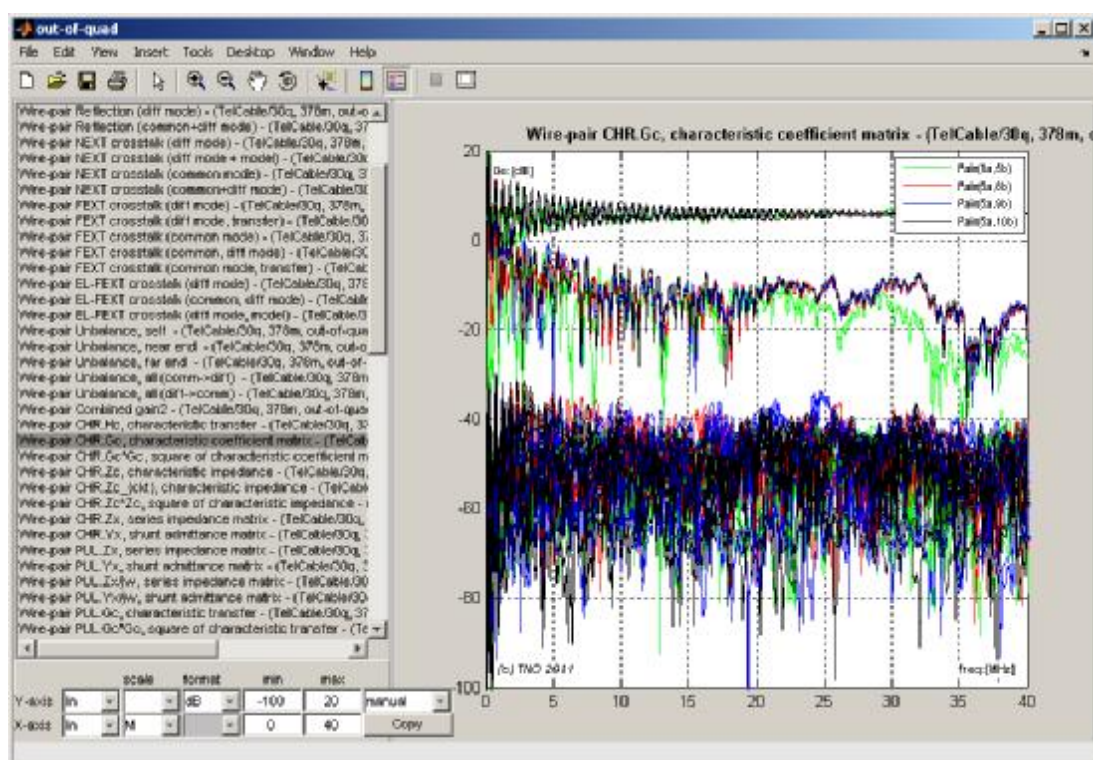 out-of-quad
File Edit View Insert Tools Desktop Window Help
Wire-pair Reflection (diff mode) - (TelCable/30q, 378m, out-o
Wire-pair Reflection (common+diff mode) - (TelCable/30q, 37
Wire-pair NEXT crosstalk (diff mode) - (TelCable/30q, 378m,
Wire-pair NEXT crosstalk (diff mode + model) - (TelCable/30q
Wire-pair NEXT crosstalk (common mode) - (TelCable/30q,
Wire-pair NEXT crosstalk (common+diff mode) - (TelCable/30q
Wire-pair FEXT crosstalk (diff mode) - (TelCable/30q, 378m,
Wire-pair FEXT crosstalk (diff mode, transfer) - (TelCable/30
Wire-pair FEXT crosstalk (common mode) - (TelCable/30q, 37
Wire-pair FEXT crosstalk (common, diff mode) - (TelCable/30q
Wire-pair FEXT crosstalk (common mode, transfer) - (TelCab
Wire-pair EL-FEXT crosstalk (diff mode) - (TelCable/30q, 378
Wire-pair EL-FEXT crosstalk (common, diff mode) - (TelCabl
Wire-pair EL-FEXT crosstalk (diff mode, model) - (TelCable/30
Wire-pair Unbalance, self - (TelCable/30q, 378m, out-of-qua
Wire-pair Unbalance, near end - (TelCable/30q, 378m, out-o
Wire-pair Unbalance, far end - (TelCable/30q, 378m, out-of-
Wire-pair Unbalance, all (comm->diff) - (TelCable/30q, 378m
Wire-pair Unbalance, all (diff->comm) - (TelCable/30q, 378m
Wire-pair Combined gain2 - (TelCable/30q, 378m, out-of-qua
Wire-pair CHR.Hc, characteristic transfer - (TelCable/30q, 37
Wire-pair CHR.Gc, characteristic coefficient matrix - (TelCab
Wire-pair CHR.Gc*Gc, square of characteristic coefficient m
Wire-pair CHR.Zc, characteristic impedance - (TelCable/30q,
Wire-pair CHR.Zc_(ckt), characteristic impedance - (TelCable
Wire-pair CHR.Zc*Zc, square of characteristic impedance -
Wire-pair CHR.Zx, series impedance matrix - (TelCable/30q,
Wire-pair CHR.Yx, shunt admittance matrix - (TelCable/30q,
Wire-pair PUL.Zx, series impedance matrix - (TelCable/30q,
Wire-pair PUL.Yx, shunt admittance matrix - (TelCable/30q, 3
Wire-pair PUL.Zx/jw, series impedance matrix - (TelCable/30
Wire-pair PUL.Yx/jw, shunt admittance matrix - (TelCable/30
Wire-pair PUL.Gc, characteristic transfer - (TelCable/30q, 37
Wire-pair PUL.Gc*Gc, square of characteristic transfer - (Te
scale format min max
Y-axis lin dB -100 20 manual
X-axis lin M 0 40 Copy
Wire-pair CHR.Gc, characteristic coefficient matrix - (TelCable/30q, 378m, o
Gc: [dB]
Pair(5a,5b)
Pair(5a,8b)
Pair(5a,9b)
Pair(5a,10b)
20
0
-20
-40
-60
-80
-100
(c) TNO 2011
freq:[MHz]
0 5 10 15 20 25 30 35 40